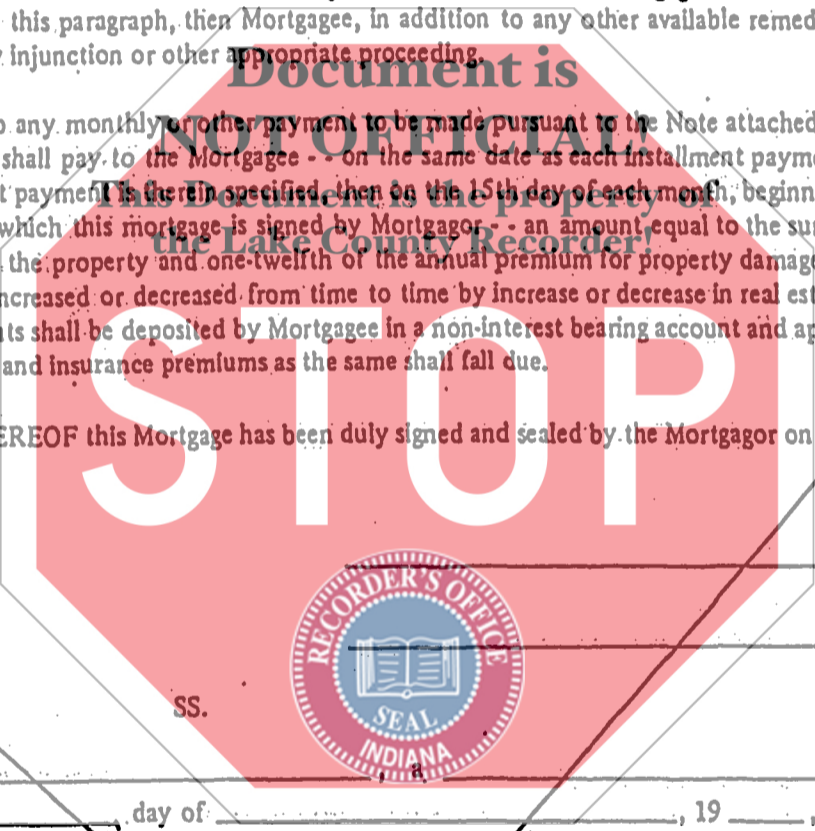 this paragraph, then Mortgagee, in addition to any other available remed
injunction or other appropriate proceeding.
Document is
any monthly or other payment to be made pursuant to the Note attached
NOT OFFICIAL!
shall pay to the Mortgagee - - on the same date as each installment payme
t payment is therein specified, then on the 15th day of each month, beginn
This Document is the property of
which this mortgage is signed by Mortgagor - - an amount equal to the su
the Lake County Recorder!
the property and one-twelfth of the annual premium for property damage
ncreased or decreased from time to time by increase or decrease in real est
ts shall be deposited by Mortgagee in a non-interest bearing account and ap
and insurance premiums as the same shall fall due.
STOP
EREOF this Mortgage has been duly signed and sealed by the Mortgagor on
RECORDER'S OFFICE
SEAL
INDIANA
SS.
, a
day of , 19 ,